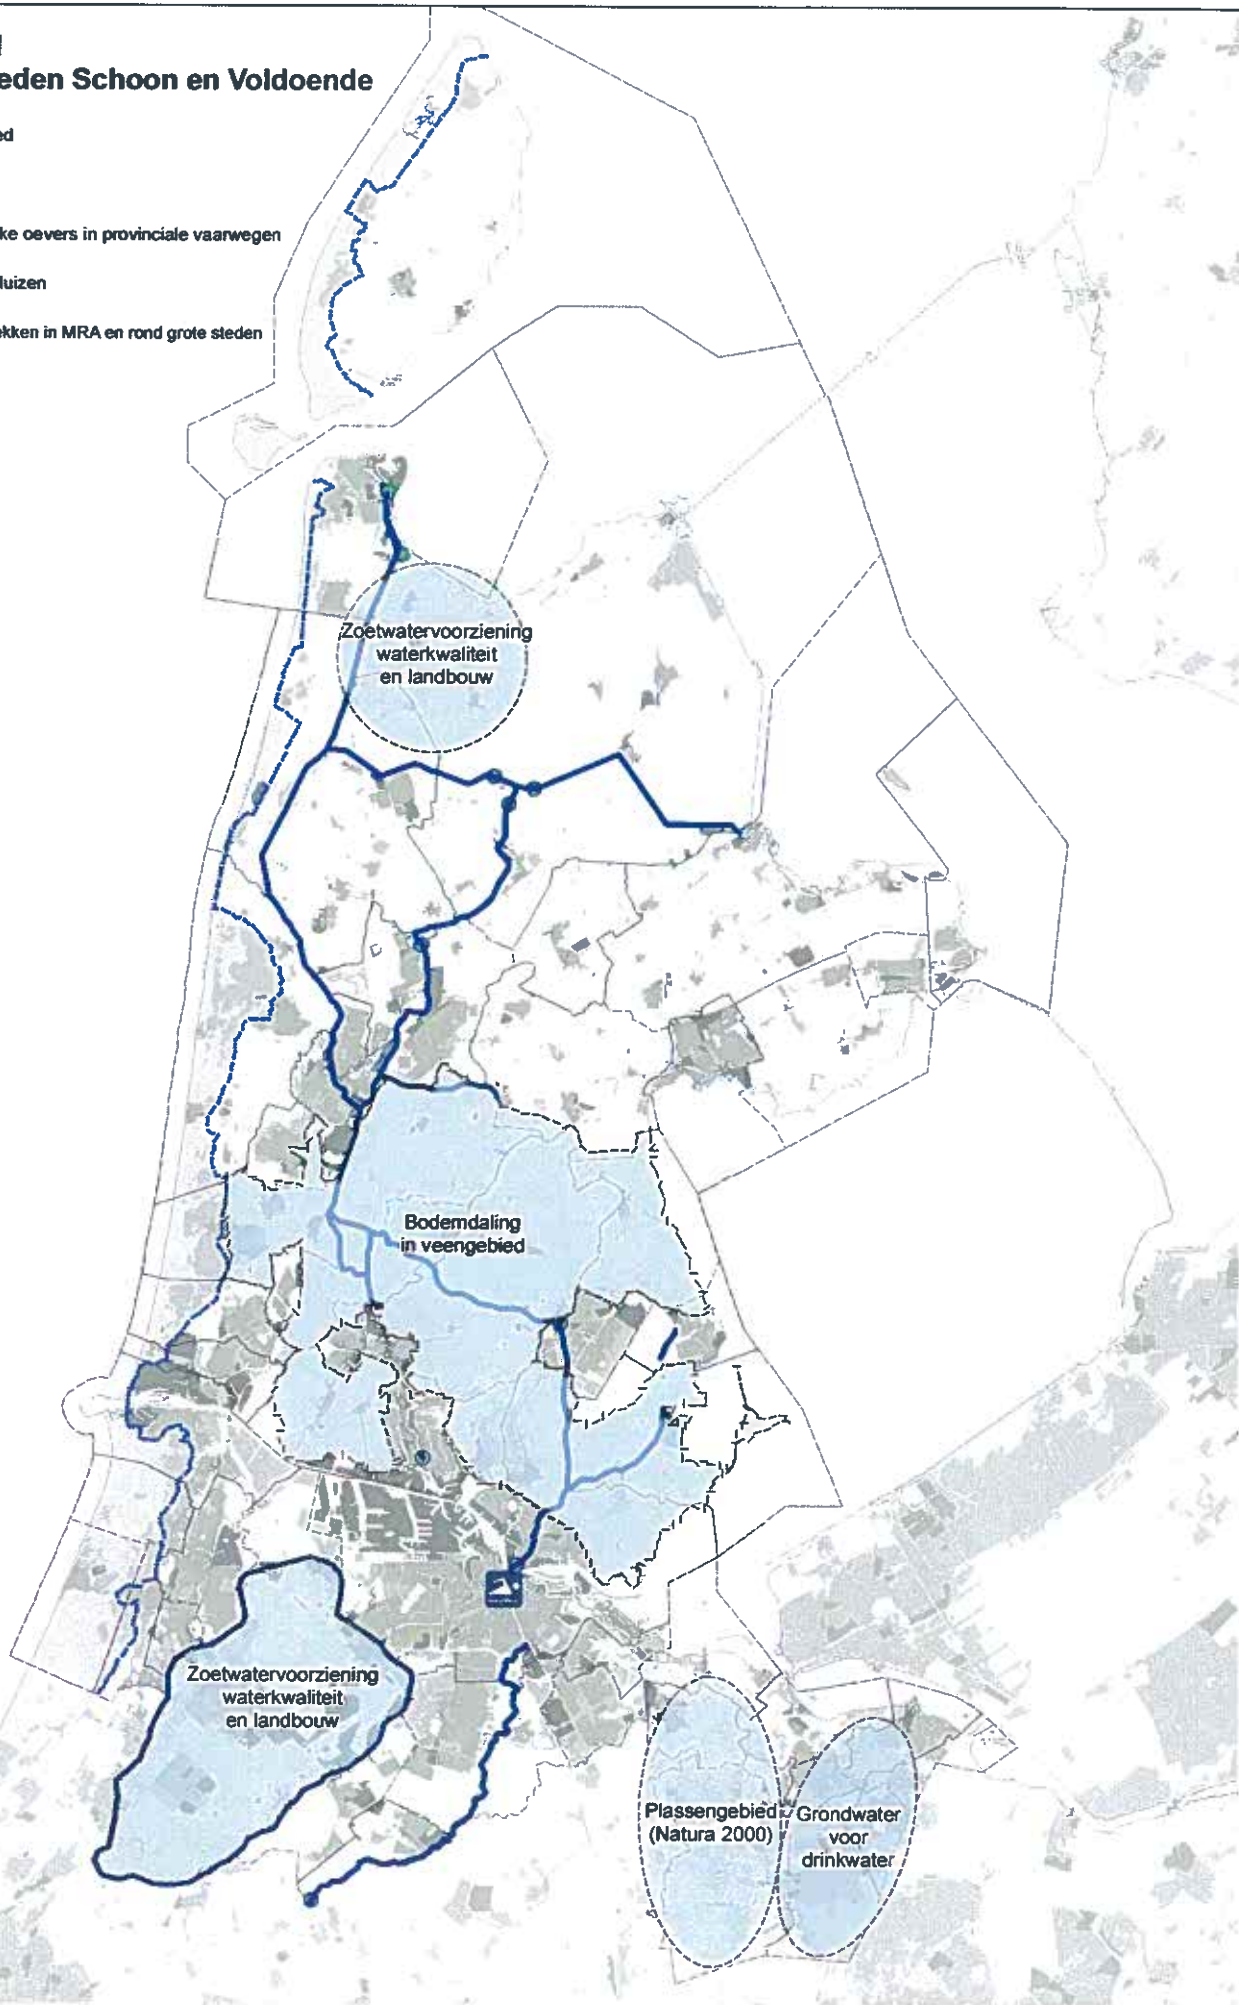 eden Schoon en Voldoende
ed
ke oevers in provinciale vaarwegen
luizen
kken in MRA en rond grote steden
Zoetwatervoorziening
waterkwaliteit
en landbouw
Bodemdaling
in veengebied
Zoetwatervoorziening
waterkwaliteit
en landbouw
Plassengebied
(Natura 2000)
Grondwater
voor
drinkwater